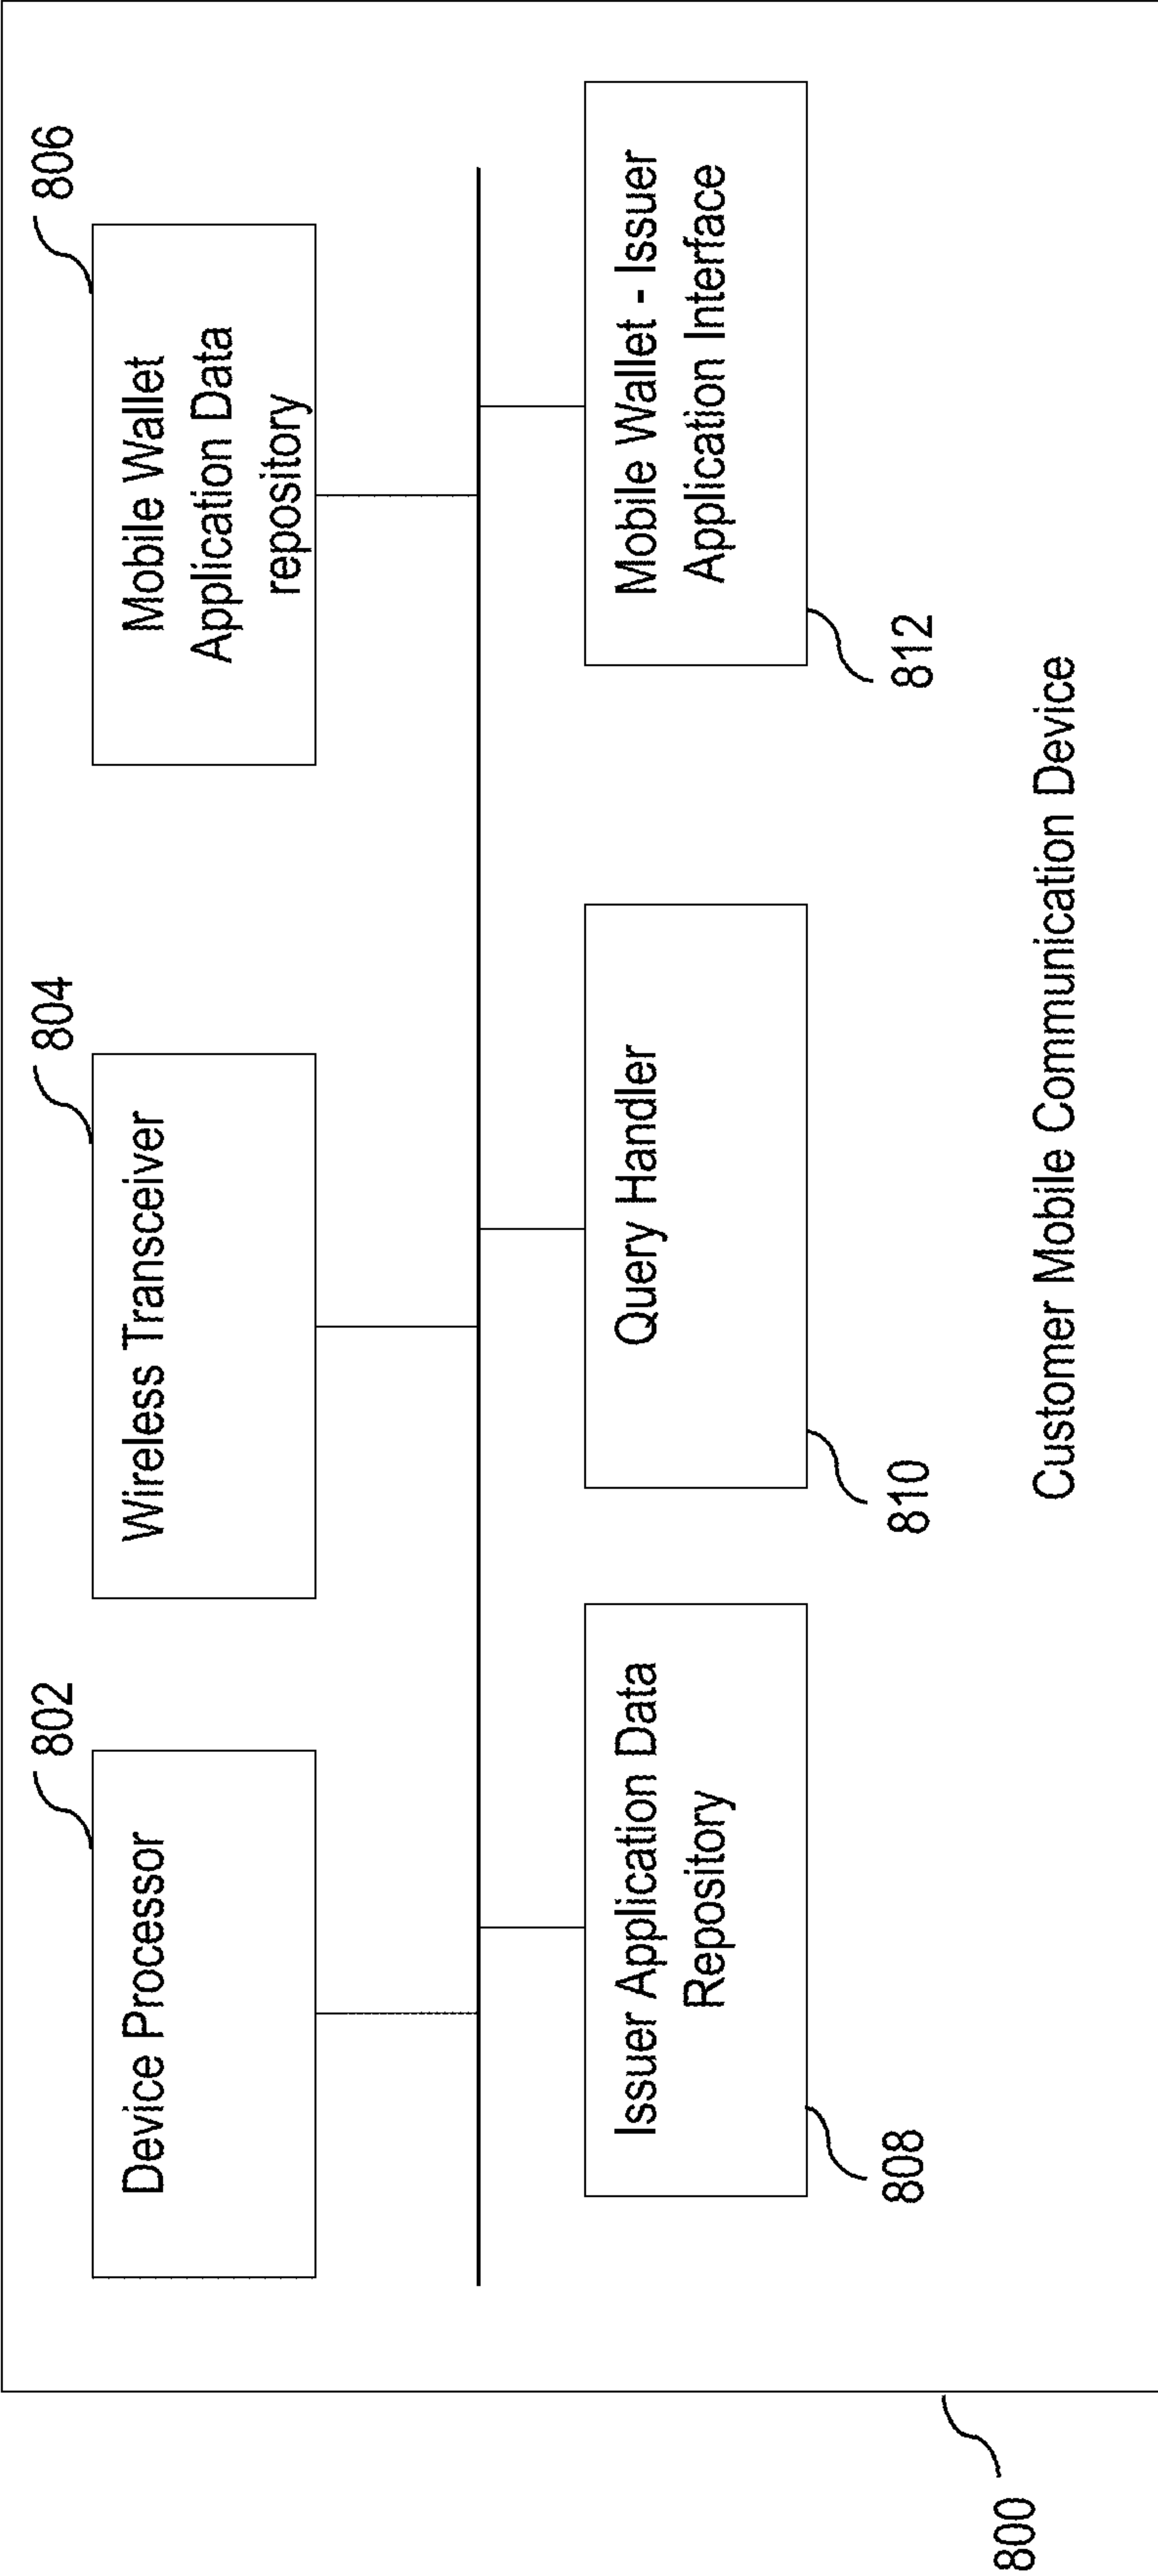 802
Device Processor
804
Wireless Transceiver
806
Mobile Wallet
Application Data
repository
Issuer Application Data
Repository
808
Query Handler
810
Mobile Wallet - Issuer
Application Interface
812
Customer Mobile Communication Device
800